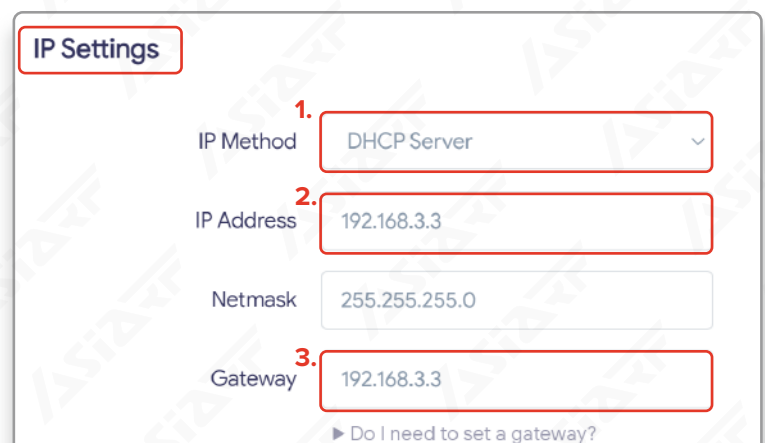 IP Settings
1.
IP Method DHCP Server
2.
IP Address 192.168.3.3
Netmask 255.255.255.0
3.
Gateway 192.168.3.3
▶ Do I need to set a gateway?
ASiARF